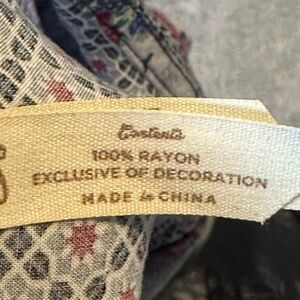 Contents
100% RAYON
EXCLUSIVE OF DECORATION
MADE in CHINA